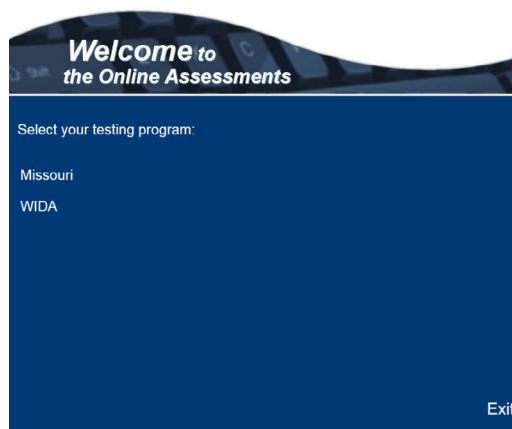 Welcome to
the Online Assessments
Select your testing program:
Missouri
WIDA
Exit